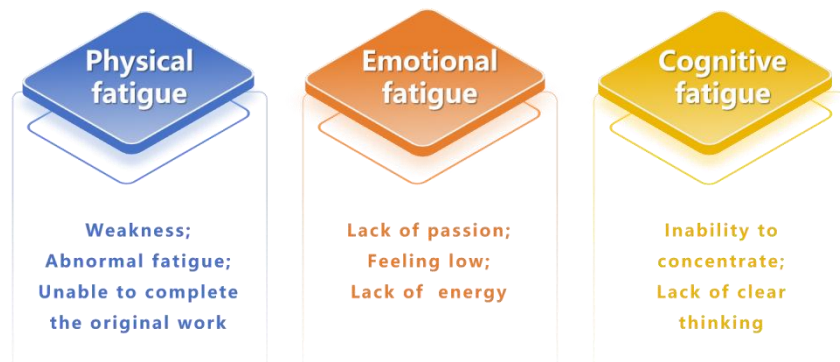 Physical
fatigue
Weakness;
Abnormal fatigue;
Unable to complete
the original work
Emotional
fatigue
Lack of passion;
Feeling low;
Lack of energy
Cognitive
fatigue
Inability to
concentrate;
Lack of clear
thinking